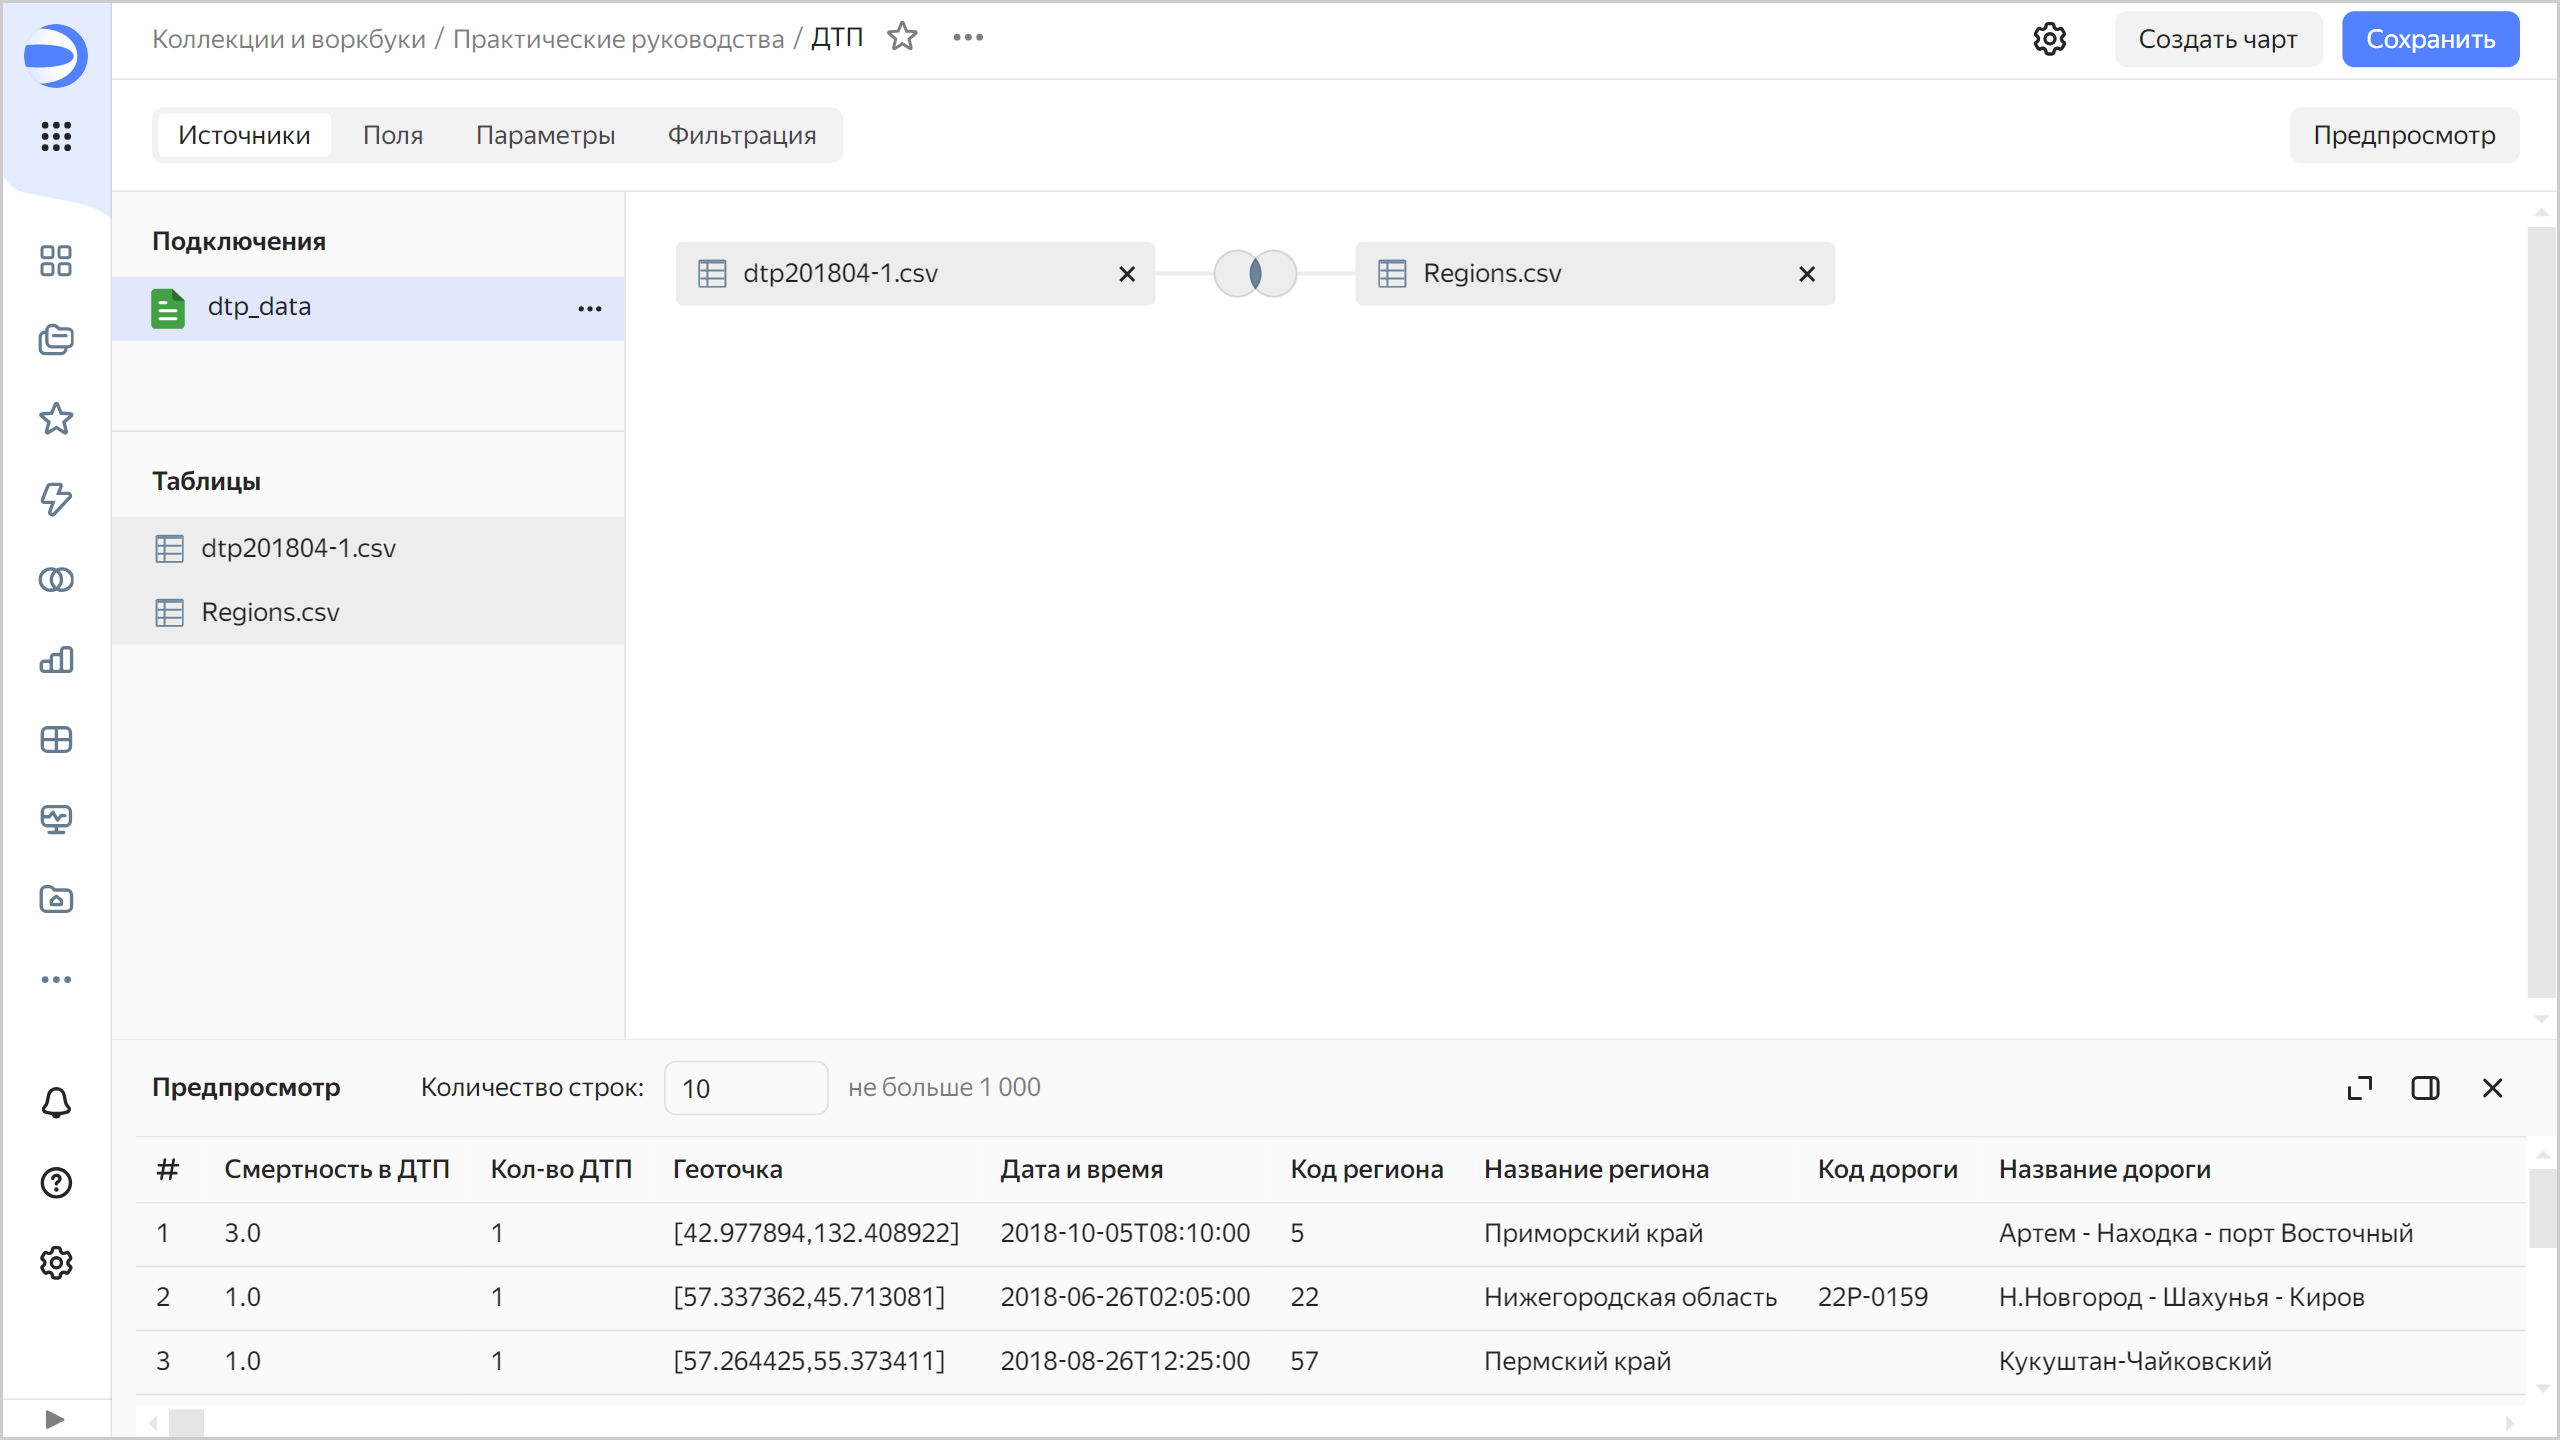 Коллекции и воркбуки / Практические руководства / ДТП
Создать чарт
Сохранить
Источники Поля Параметры Фильтрация
Предпросмотр
Подключения
dtp_data
Таблицы
dtp201804-1.csv
Regions.csv
dtp201804-1.csv
Regions.csv
Предпросмотр Количество строк: 10 не больше 1 000
# Смертность в ДТП Кол-во ДТП Геоточка Дата и время Код региона Название региона Код дороги Название дороги
1 3.0 1 [42.977894,132.408922] 2018-10-05T08:10:00 5 Приморский край Артем - Находка - порт Восточный
2 1.0 1 [57.337362,45.713081] 2018-06-26T02:05:00 22 Нижегородская область 22Р-0159 Н.Новгород - Шахунья - Киров
3 1.0 1 [57.264425,55.373411] 2018-08-26T12:25:00 57 Пермский край Кукуштан-Чайковский